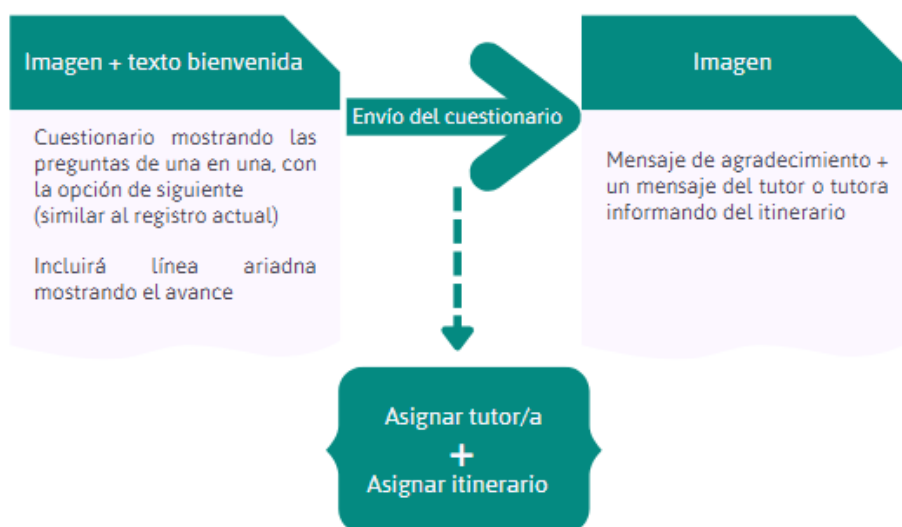 Imagen + texto bienvenida
Cuestionario mostrando las
preguntas de una en una, con
la opción de siguiente
(similar al registro actual)
Incluirá línea ariadna
mostrando el avance
Envío del cuestionario
Imagen
Mensaje de agradecimiento +
un mensaje del tutor o tutora
informando del itinerario
Asignar tutor/a
+
Asignar itinerario